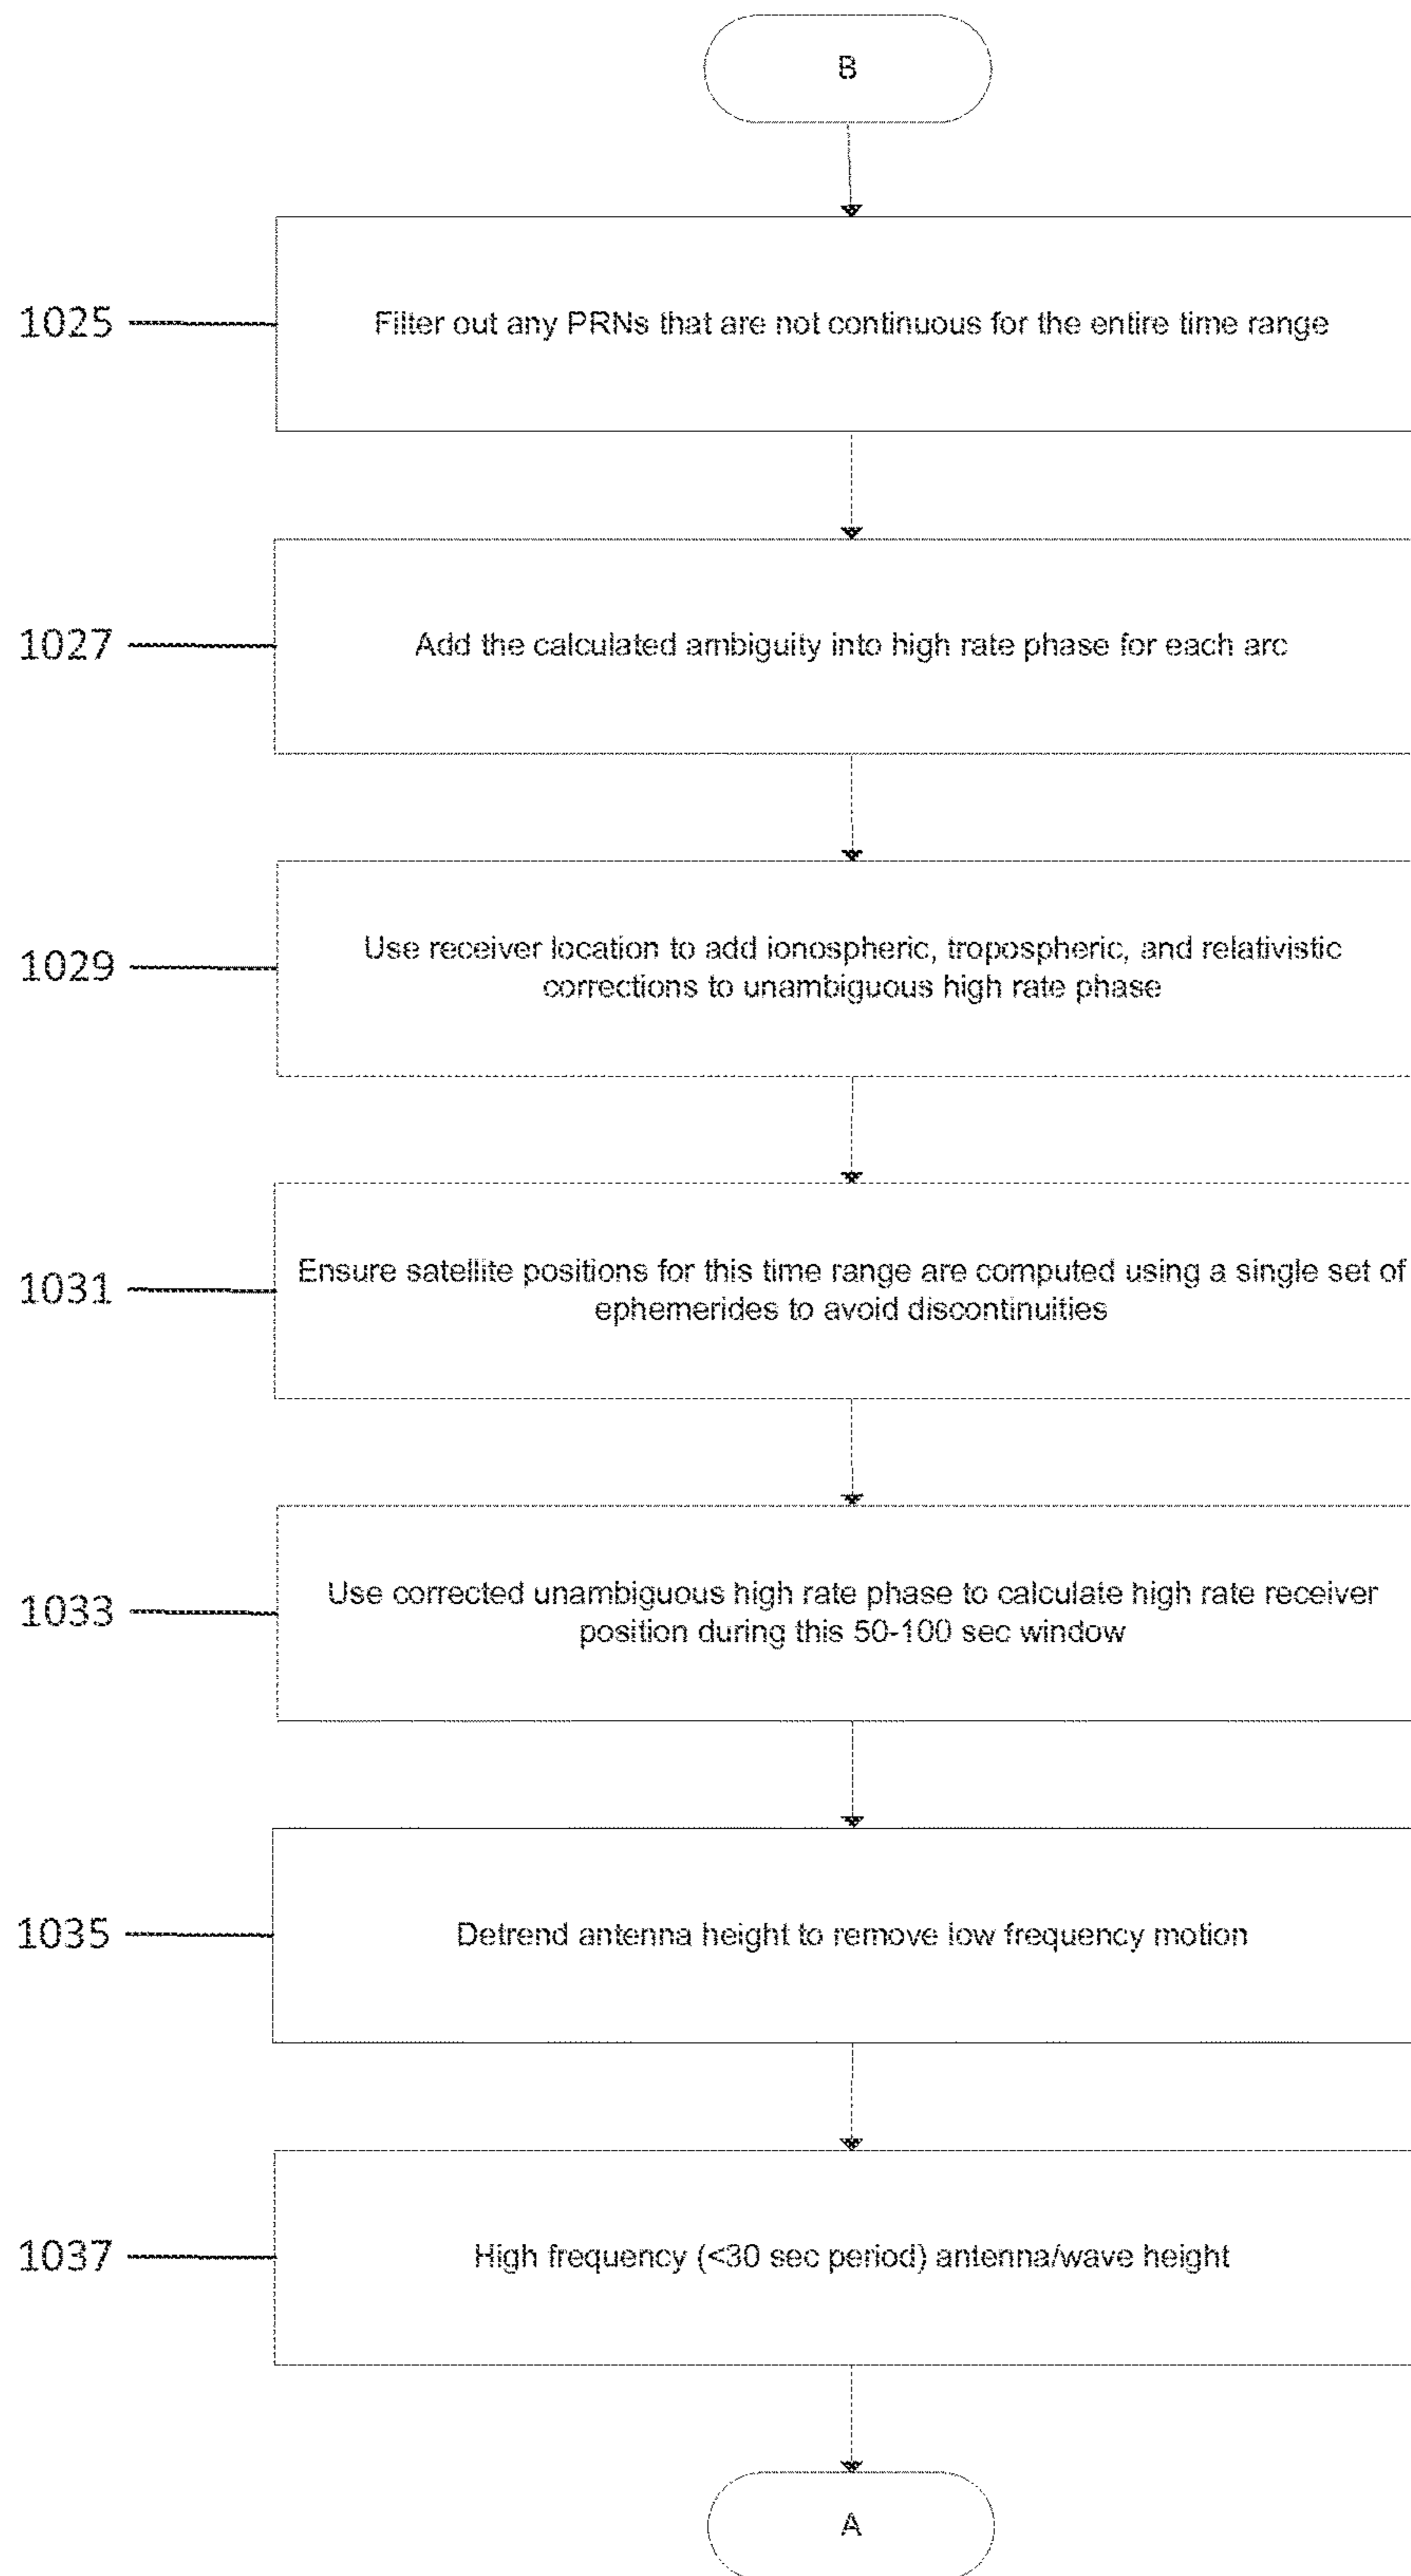 B
1025
Filter out any PRNs that are not continuous for the entire time range
1027
Add the calculated ambiguity into high rate phase for each arc
1029
Use receiver location to add ionospheric, tropospheric, and relativistic
corrections to unambiguous high rate phase
1031
Ensure satellite positions for this time range are computed using a single set of
ephemerides to avoid discontinuities
1033
Use corrected unambiguous high rate phase to calculate high rate receiver
position during this 50-100 sec window
1035
Detrend antenna height to remove low frequency motion
1037
High frequency (<30 sec period) antenna/wave height
A